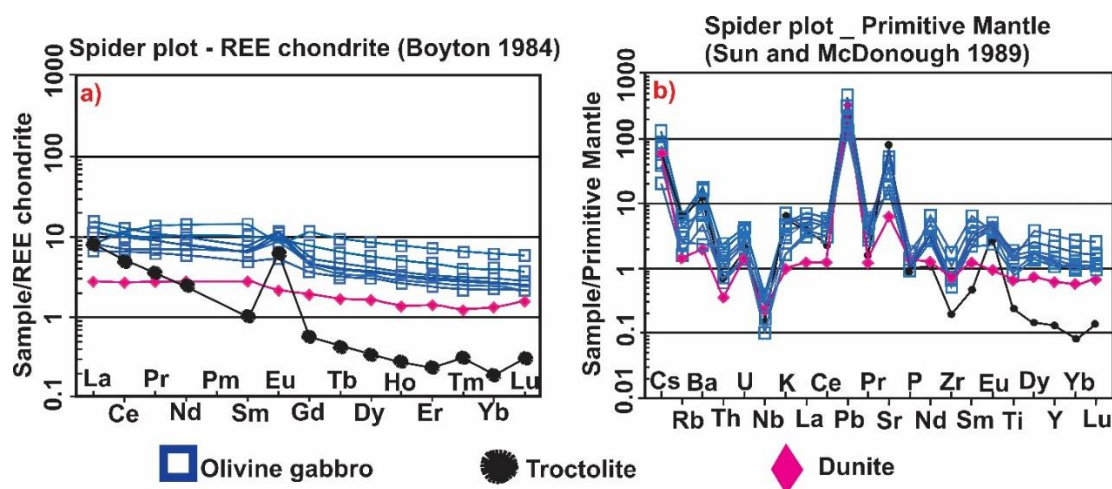 Spider plot - REE chondrite (Boyton 1984)
a)
Sample/REE chondrite
1000
100
10
1
0.1
La Pr Pm Eu Tb Ho Tm Lu
Ce Nd Sm Gd Dy Er Yb
Spider plot _ Primitive Mantle
(Sun and McDonough 1989)
b)
Sample/Primitive Mantle
1000
100
10
1
0.1
0.01
Cs Ba U K Ce Pr P Zr Eu Dy Yb
Rb Th Nb La Pb Sr Nd Sm Ti Y Lu
Olivine gabbro
Troctolite
Dunite